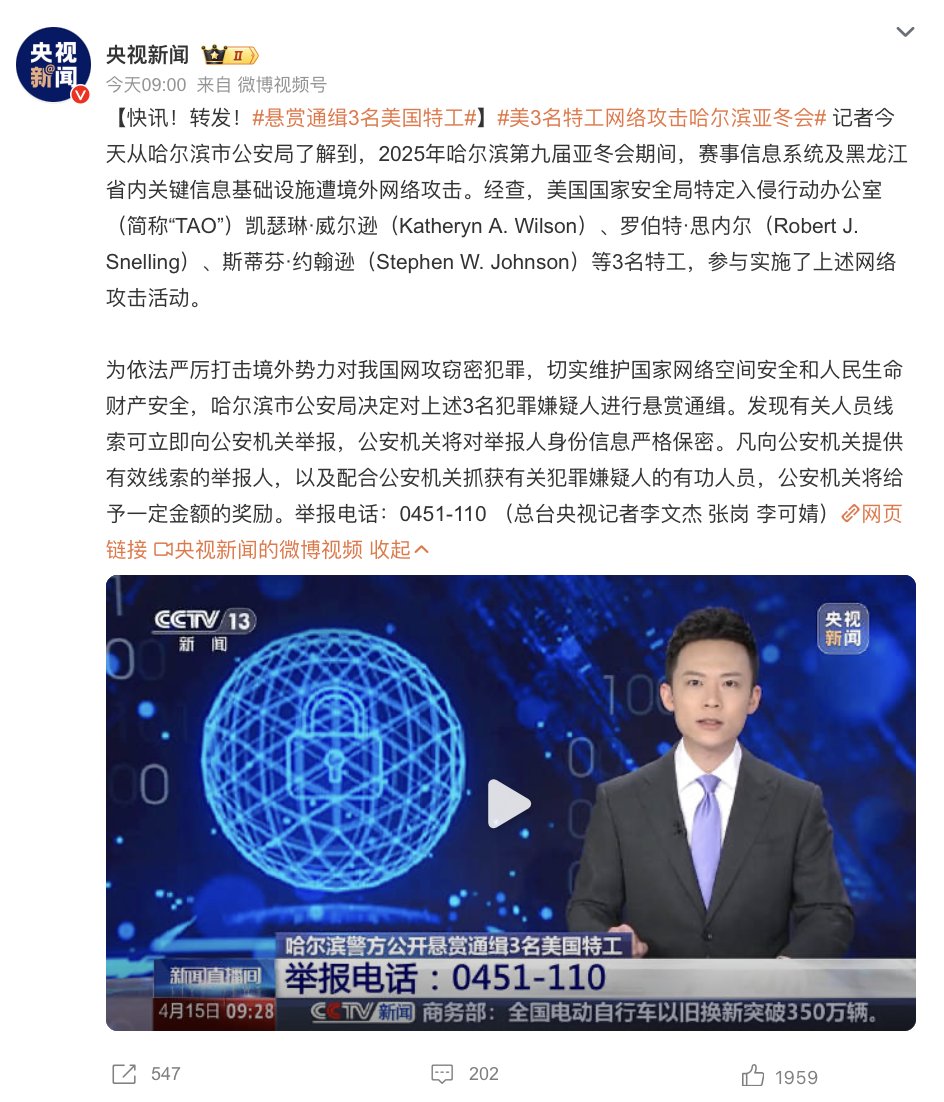 央视新闻
央视新闻 II
今天09:00 来自 微博视频号
【快讯！转发！#悬赏通缉3名美国特工#】#美3名特工网络攻击哈尔滨亚冬会# 记者今
天从哈尔滨市公安局了解到，2025年哈尔滨第九届亚冬会期间，赛事信息系统及黑龙江
省内关键信息基础设施遭境外网络攻击。经查，美国国家安全局特定入侵行动办公室
（简称“TAO”）凯瑟琳·威尔逊（Katheryn A. Wilson）、罗伯特·思内尔（Robert J.
Snelling）、斯蒂芬·约翰逊（Stephen W. Johnson）等3名特工，参与实施了上述网络
攻击活动。
为依法严厉打击境外势力对我国网攻窃密犯罪，切实维护国家网络空间安全和人民生命
财产安全，哈尔滨市公安局决定对上述3名犯罪嫌疑人进行悬赏通缉。发现有关人员线
索可立即向公安机关举报，公安机关将对举报人身份信息严格保密。凡向公安机关提供
有效线索的举报人，以及配合公安机关抓获有关犯罪嫌疑人的有功人员，公安机关将给
予一定金额的奖励。举报电话：0451-110 （总台央视记者李文杰 张岗 李可婧）网页
链接 央视新闻的微博视频 收起
CCTV 13
新闻
央视
新闻
哈尔滨警方公开悬赏通缉3名美国特工
新闻直播间 举报电话：0451-110
4月15日 09:28 CCTV新闻 商务部：全国电动自行车以旧换新突破350万辆。
547 202 1959